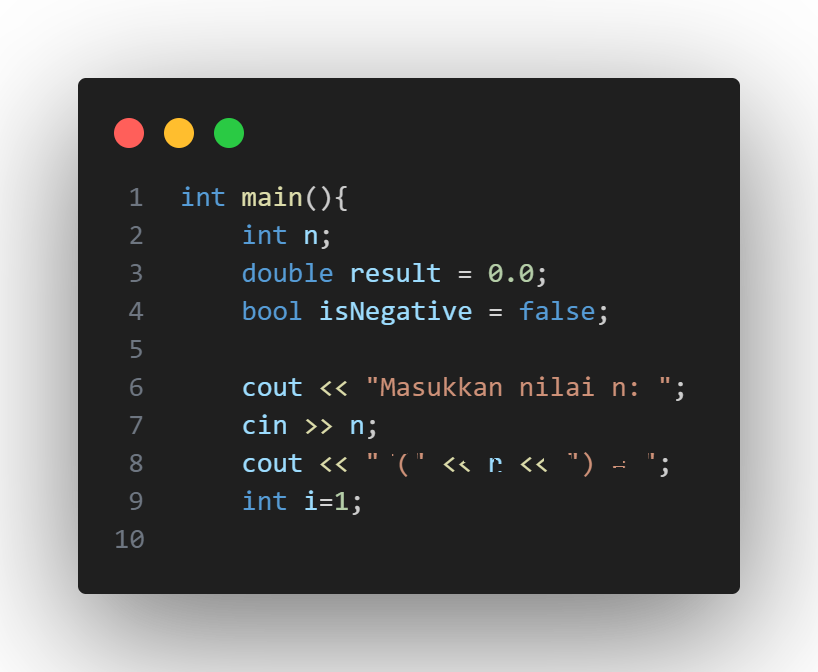 1 int main(){
2 int n;
3 double result = 0.0;
4 bool isNegative = false;
5
6 cout << "Masukkan nilai n: ";
7 cin >> n;
8 cout << " (" << n << ") = ";
9 int i=1;
10